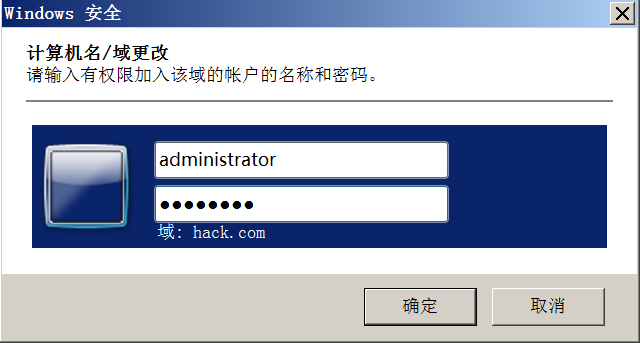 Windows 安全
计算机名/域更改
请输入有权限加入该域的帐户的名称和密码。
administrator
●●●●●●●●
域: hack.com
确定
取消